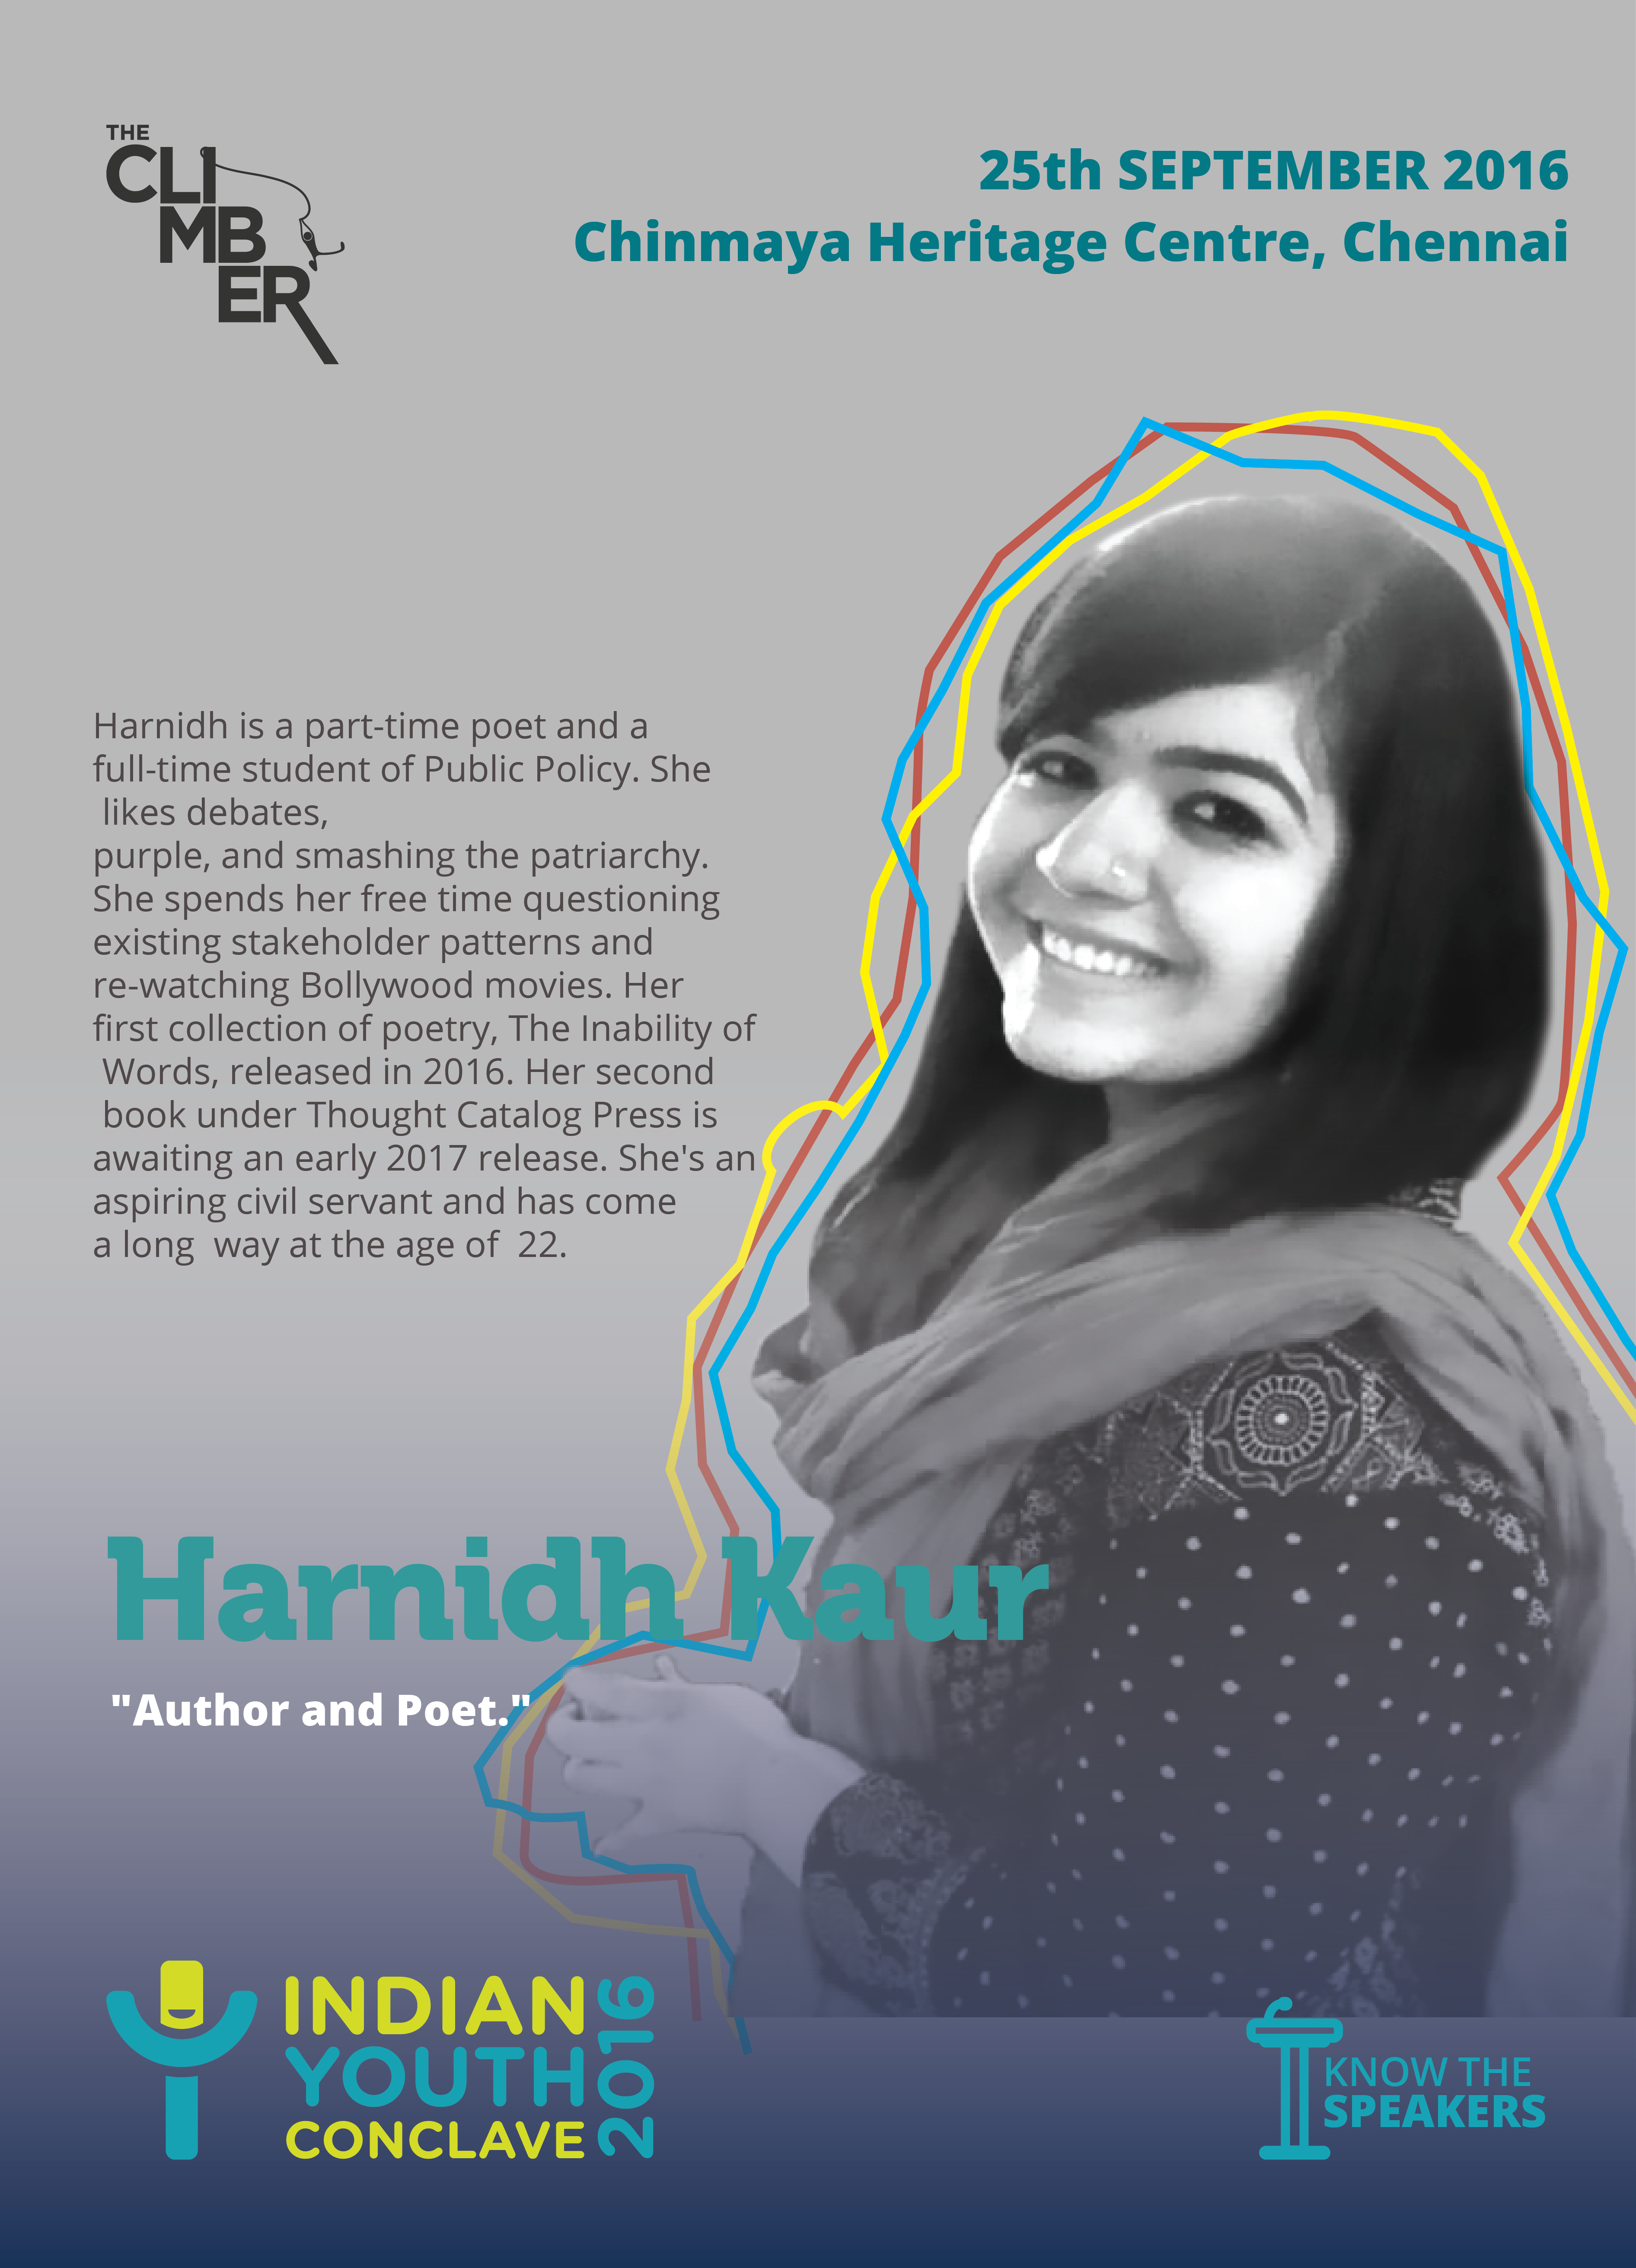 THE
CLI
MB
ER
25th SEPTEMBER 2016
Chinmaya Heritage Centre, Chennai
Harnidh is a part-time poet and a
full-time student of Public Policy. She
likes debates,
purple, and smashing the patriarchy.
She spends her free time questioning
existing stakeholder patterns and
re-watching Bollywood movies. Her
first collection of poetry, The Inability of
Words, released in 2016. Her second
book under Thought Catalog Press is
awaiting an early 2017 release. She's an
aspiring civil servant and has come
a long  way at the age of  22.
Harnidh Kaur
"Author and Poet."
INDIAN
YOUTH
CONCLAVE
2016
KNOW THE
SPEAKERS